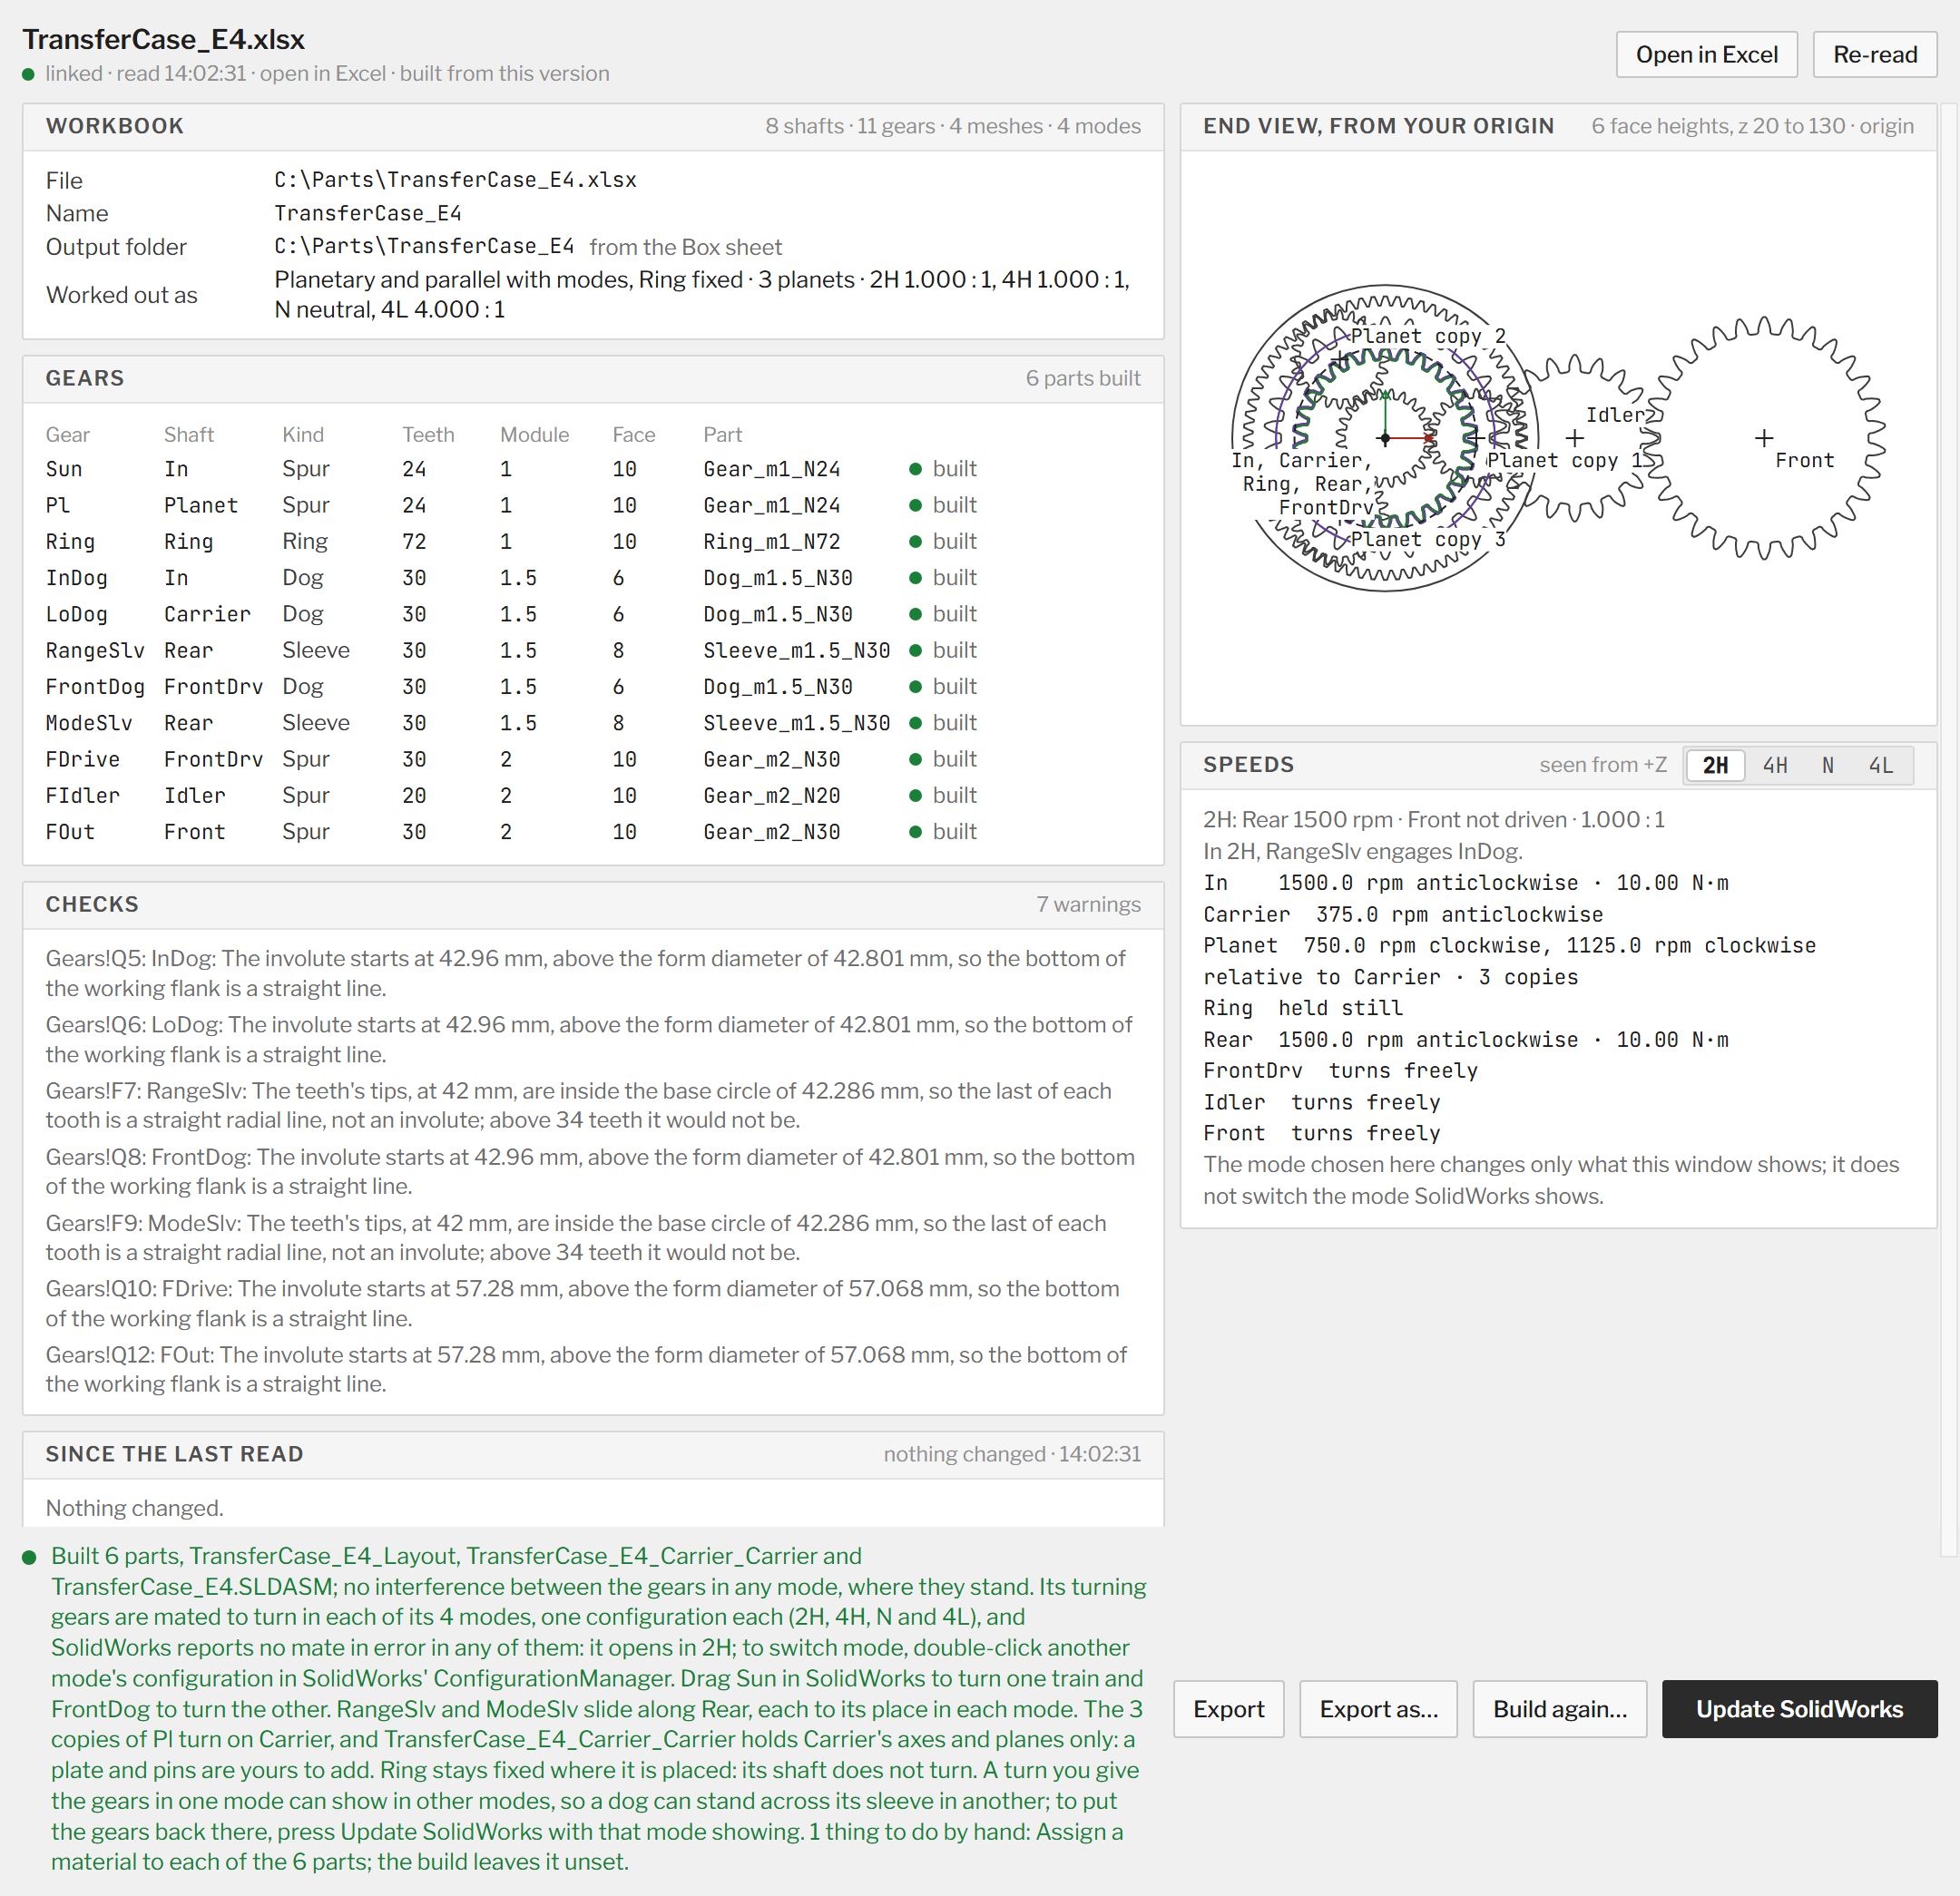 TransferCase_E4.xlsx
linked · read 14:02:31 · open in Excel · built from this version
Open in Excel
Re-read
WORKBOOK
8 shafts · 11 gears · 4 meshes · 4 modes
File C:\Parts\TransferCase_E4.xlsx
Name TransferCase_E4
Output folder C:\Parts\TransferCase_E4 from the Box sheet
Worked out as Planetary and parallel with modes, Ring fixed · 3 planets · 2H 1.000 : 1, 4H 1.000 : 1,
N neutral, 4L 4.000 : 1
GEARS
6 parts built
Gear Shaft Kind Teeth Module Face Part
Sun In Spur 24 1 10 Gear_m1_N24 built
Pl Planet Spur 24 1 10 Gear_m1_N24 built
Ring Ring Ring 72 1 10 Ring_m1_N72 built
InDog In Dog 30 1.5 6 Dog_m1.5_N30 built
LoDog Carrier Dog 30 1.5 6 Dog_m1.5_N30 built
RangeSlv Rear Sleeve 30 1.5 8 Sleeve_m1.5_N30 built
FrontDog FrontDrv Dog 30 1.5 6 Dog_m1.5_N30 built
ModeSlv Rear Sleeve 30 1.5 8 Sleeve_m1.5_N30 built
FDrive FrontDrv Spur 30 2 10 Gear_m2_N30 built
FIdler Idler Spur 20 2 10 Gear_m2_N20 built
FOut Front Spur 30 2 10 Gear_m2_N30 built
CHECKS
7 warnings
Gears!Q5: InDog: The involute starts at 42.96 mm, above the form diameter of 42.801 mm, so the bottom of
the working flank is a straight line.
Gears!Q6: LoDog: The involute starts at 42.96 mm, above the form diameter of 42.801 mm, so the bottom of
the working flank is a straight line.
Gears!F7: RangeSlv: The teeth's tips, at 42 mm, are inside the base circle of 42.286 mm, so the last of each
tooth is a straight radial line, not an involute; above 34 teeth it would not be.
Gears!Q8: FrontDog: The involute starts at 42.96 mm, above the form diameter of 42.801 mm, so the bottom
of the working flank is a straight line.
Gears!F9: ModeSlv: The teeth's tips, at 42 mm, are inside the base circle of 42.286 mm, so the last of each
tooth is a straight radial line, not an involute; above 34 teeth it would not be.
Gears!Q10: FDrive: The involute starts at 57.28 mm, above the form diameter of 57.068 mm, so the bottom
of the working flank is a straight line.
Gears!Q12: FOut: The involute starts at 57.28 mm, above the form diameter of 57.068 mm, so the bottom of
the working flank is a straight line.
SINCE THE LAST READ
nothing changed · 14:02:31
Nothing changed.
END VIEW, FROM YOUR ORIGIN
6 face heights, z 20 to 130 · origin
Planet copy 2
Idler
In, Carrier,
Ring, Rear,
FrontDrv
Planet copy 1
Front
Planet copy 3
SPEEDS
seen from +Z
2H 4H N 4L
2H: Rear 1500 rpm · Front not driven · 1.000 : 1
In 2H, RangeSlv engages InDog.
In 1500.0 rpm anticlockwise · 10.00 N·m
Carrier 375.0 rpm anticlockwise
Planet 750.0 rpm clockwise, 1125.0 rpm clockwise
relative to Carrier · 3 copies
Ring held still
Rear 1500.0 rpm anticlockwise · 10.00 N·m
FrontDrv turns freely
Idler turns freely
Front turns freely
The mode chosen here changes only what this window shows; it does
not switch the mode SolidWorks shows.
Built 6 parts, TransferCase_E4_Layout, TransferCase_E4_Carrier_Carrier and
TransferCase_E4.SLDASM; no interference between the gears in any mode, where they stand. Its turning
gears are mated to turn in each of its 4 modes, one configuration each (2H, 4H, N and 4L), and
SolidWorks reports no mate in error in any of them: it opens in 2H; to switch mode, double-click another
mode's configuration in SolidWorks' ConfigurationManager. Drag Sun in SolidWorks to turn one train and
FrontDog to turn the other. RangeSlv and ModeSlv slide along Rear, each to its place in each mode. The 3
copies of Pl turn on Carrier, and TransferCase_E4_Carrier_Carrier holds Carrier's axes and planes only: a
plate and pins are yours to add. Ring stays fixed where it is placed: its shaft does not turn. A turn you give
the gears in one mode can show in other modes, so a dog can stand across its sleeve in another; to put
the gears back there, press Update SolidWorks with that mode showing. 1 thing to do by hand: Assign a
material to each of the 6 parts; the build leaves it unset.
Export
Export as…
Build again…
Update SolidWorks